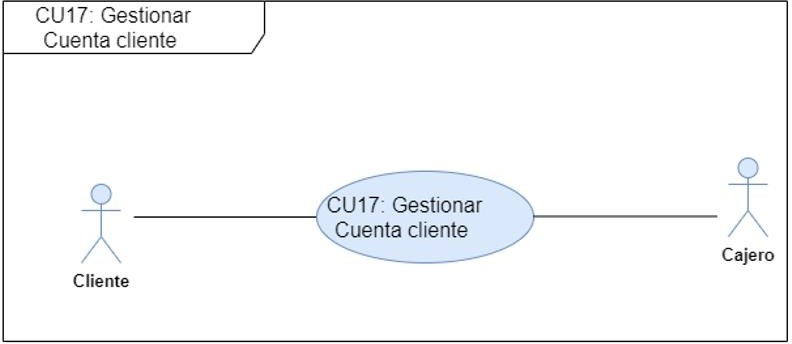 CU17: Gestionar
Cuenta cliente
CU17: Gestionar
Cuenta cliente
Cliente
Cajero